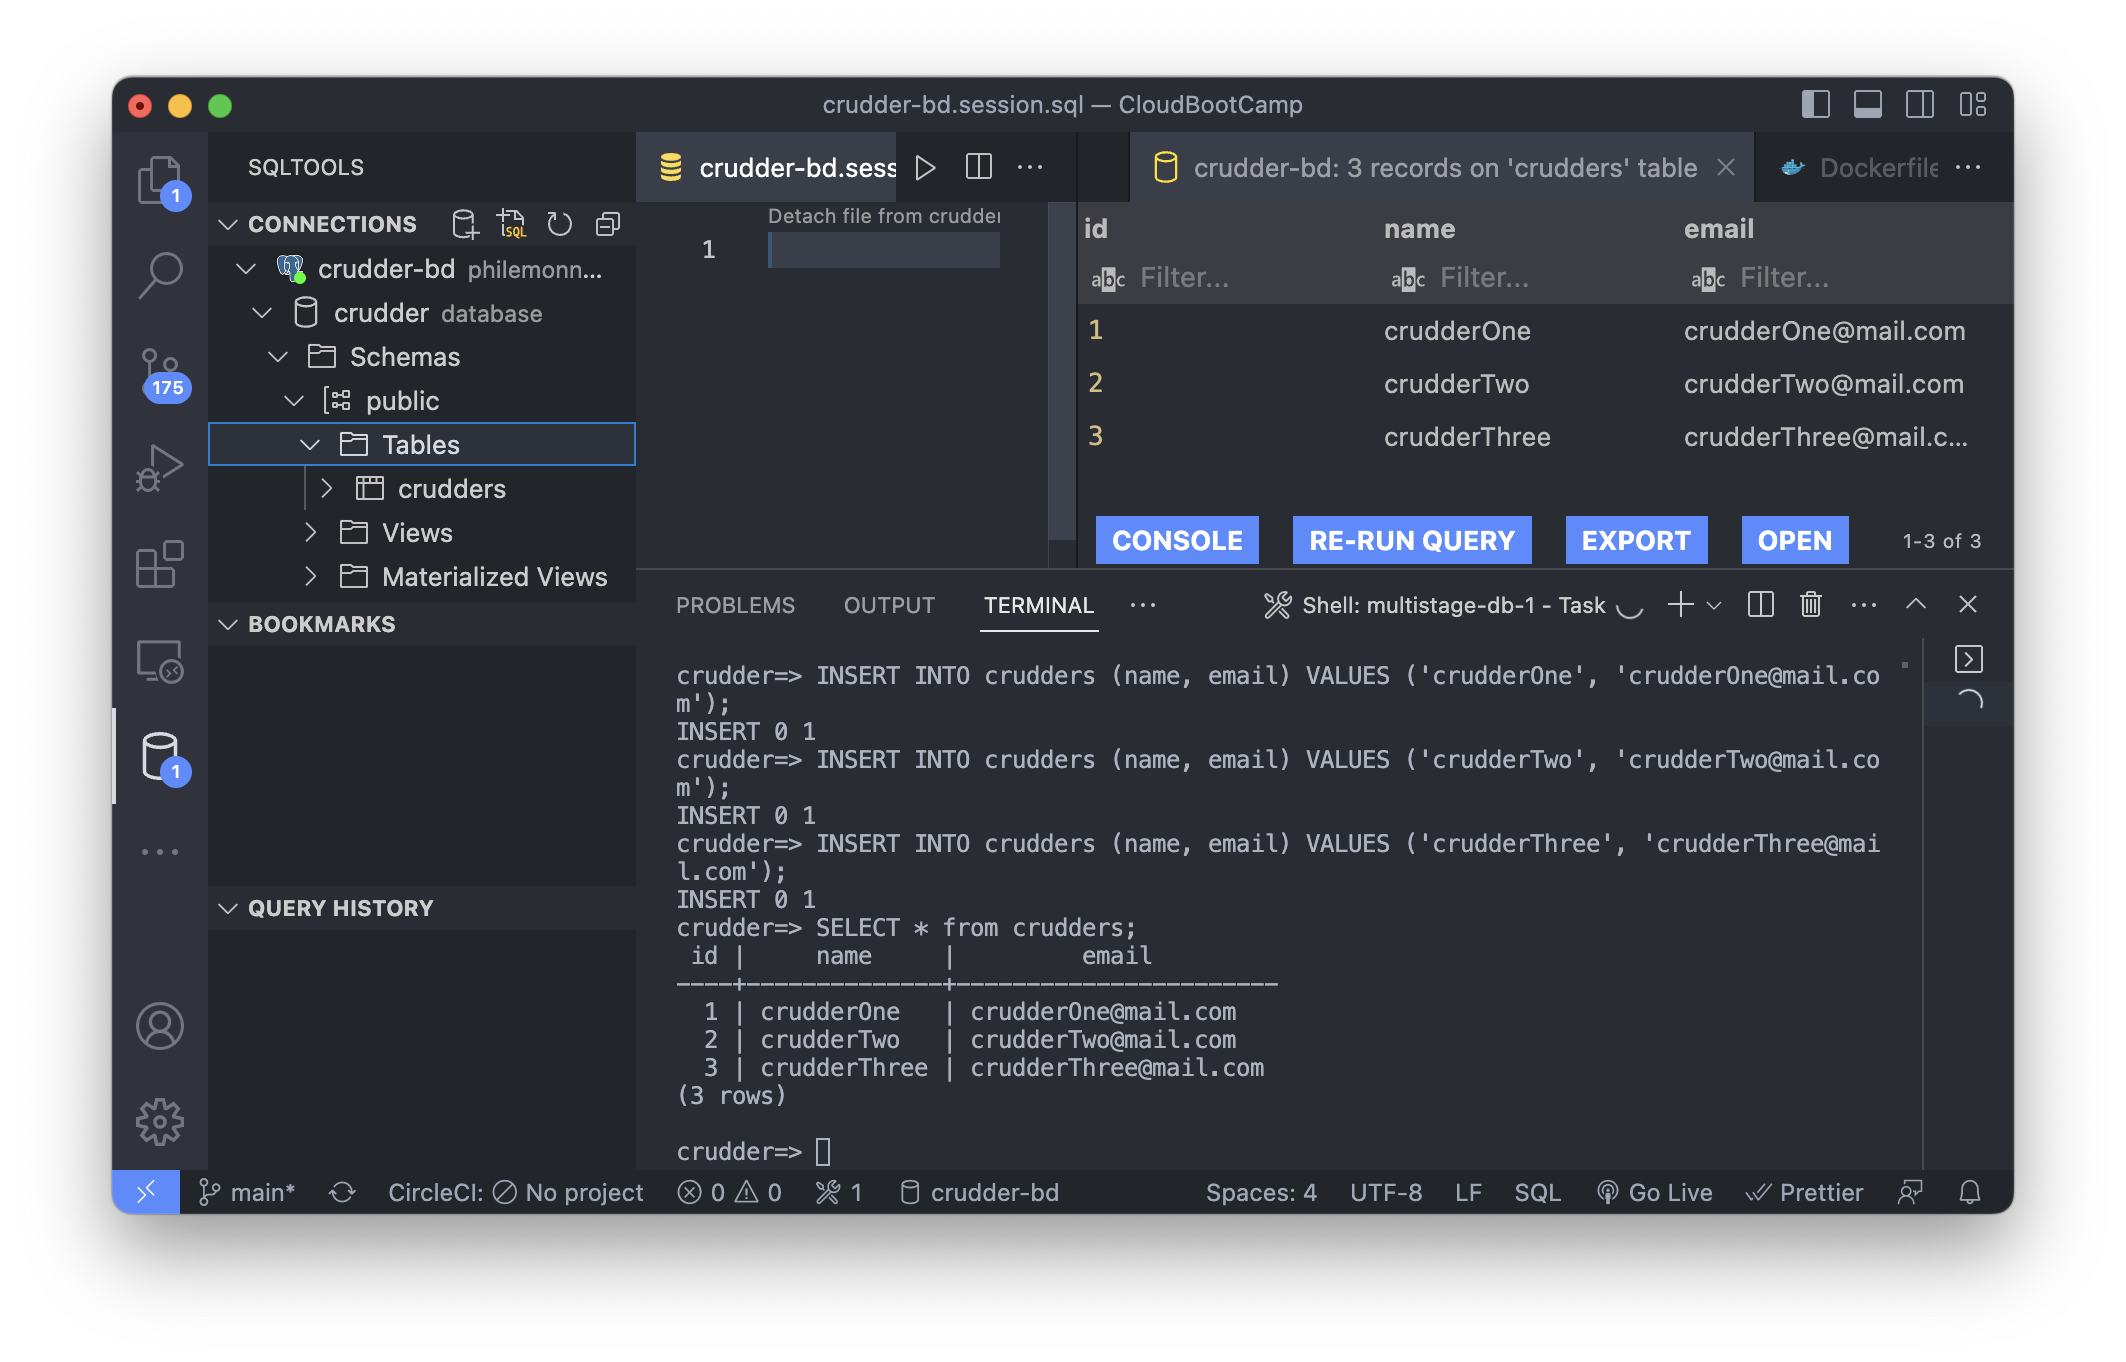 crudder-bd.session.sql — CloudBootCamp
SQLTOOLS
CONNECTIONS
SQL
crudder-bd philemonn...
crudder database
Schemas
public
Tables
crudders
Views
Materialized Views
BOOKMARKS
QUERY HISTORY
1
175
1
crudder-bd.sess
Detach file from crudder
1
crudder-bd: 3 records on 'crudders' table
Dockerfile
id name email
abc Filter... abc Filter... abc Filter...
1 crudderOne crudderOne@mail.com
2 crudderTwo crudderTwo@mail.com
3 crudderThree crudderThree@mail.c...
CONSOLE RE-RUN QUERY EXPORT OPEN 1-3 of 3
PROBLEMS OUTPUT TERMINAL ··· Shell: multistage-db-1 - Task
crudder=> INSERT INTO crudders (name, email) VALUES ('crudderOne', 'crudderOne@mail.co
m');
INSERT 0 1
crudder=> INSERT INTO crudders (name, email) VALUES ('crudderTwo', 'crudderTwo@mail.co
m');
INSERT 0 1
crudder=> INSERT INTO crudders (name, email) VALUES ('crudderThree', 'crudderThree@mai
l.com');
INSERT 0 1
crudder=> SELECT * from crudders;
 id |     name     |         email
----+--------------+-----------------------
  1 | crudderOne   | crudderOne@mail.com
  2 | crudderTwo   | crudderTwo@mail.com
  3 | crudderThree | crudderThree@mail.com
(3 rows)
crudder=>
main* CircleCI: No project 0 0 1 crudder-bd Spaces: 4 UTF-8 LF SQL Go Live Prettier